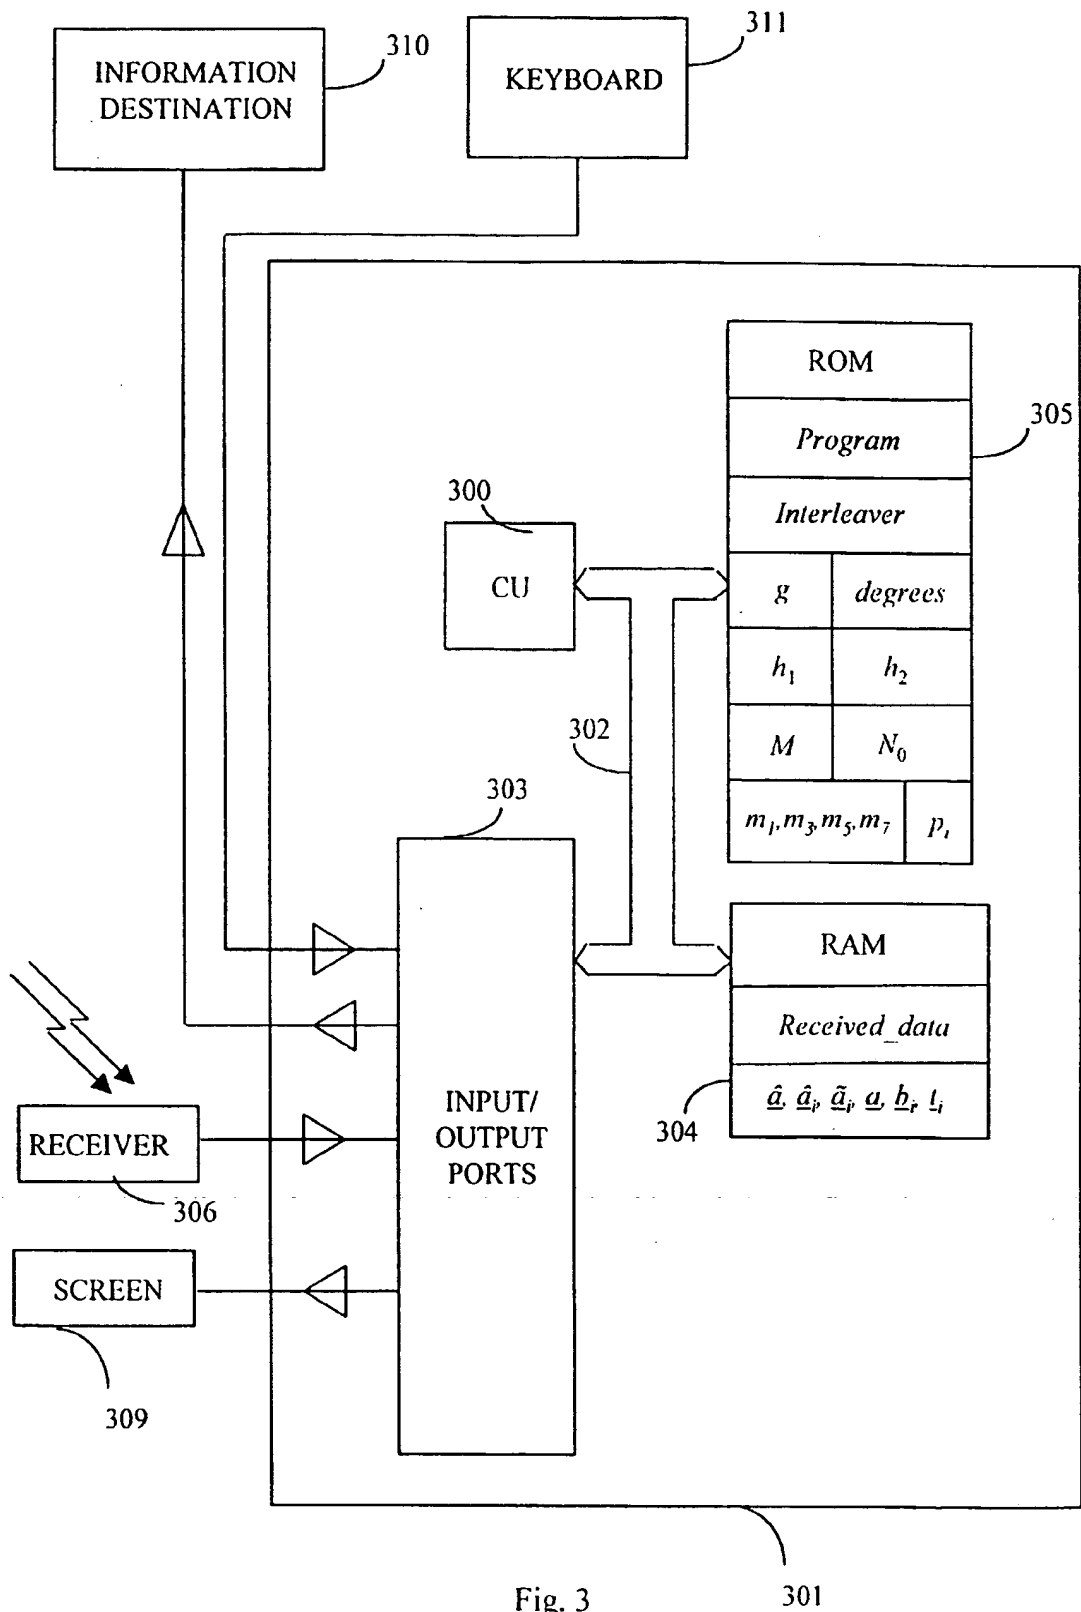 310
311
INFORMATION
DESTINATION
KEYBOARD
ROM
305
Program
300
Interleaver
CU
g degrees
h₁ h₂
302
M N₀
303
m₁, m₃, m₅, m₇ pᵢ
RAM
Received_data
INPUT/
OUTPUT
PORTS
304
â, âᵢ, ãᵢ, a, bᵢ, tᵢ
RECEIVER
306
SCREEN
309
301
Fig. 3